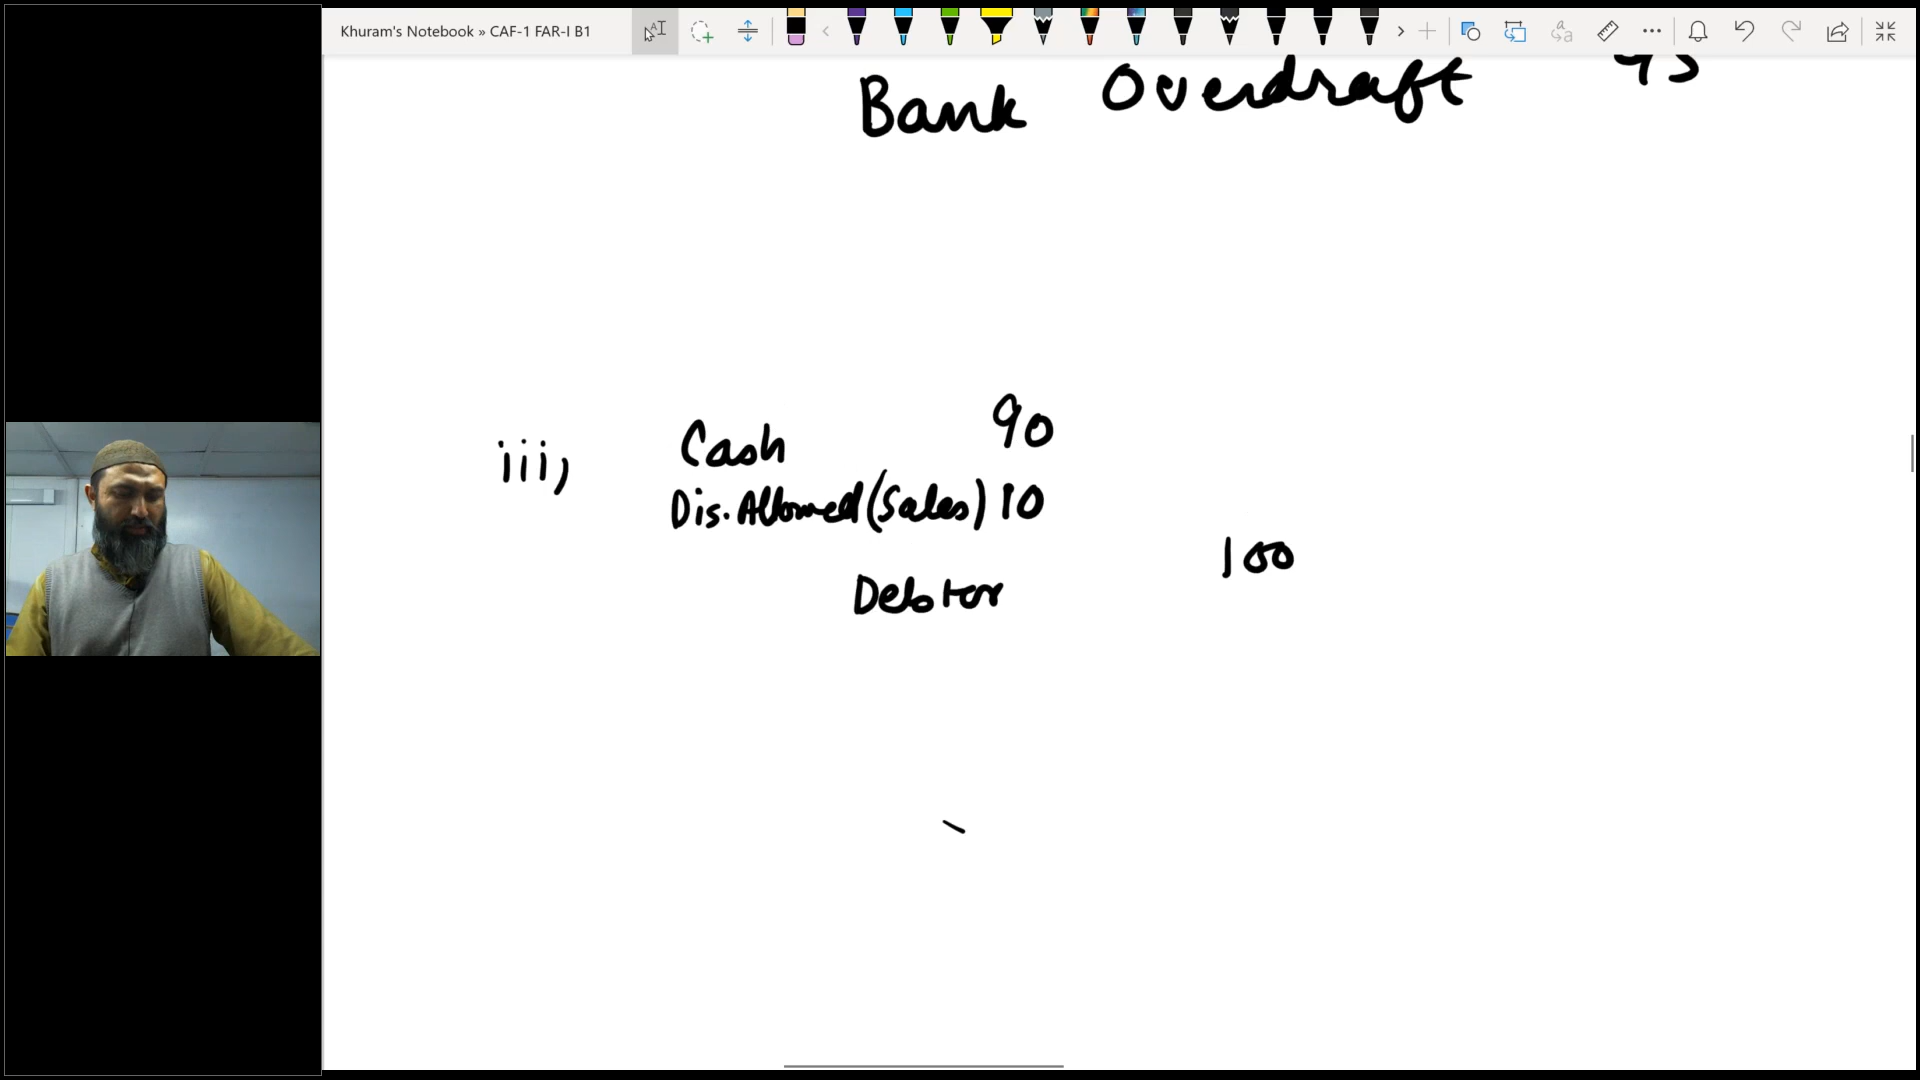 Khuram's Notebook » CAF-1 FAR-I B1
Bank Overdraft
iii, Cash 90
Dis. Allowed (Sales) 10
Debtor 100